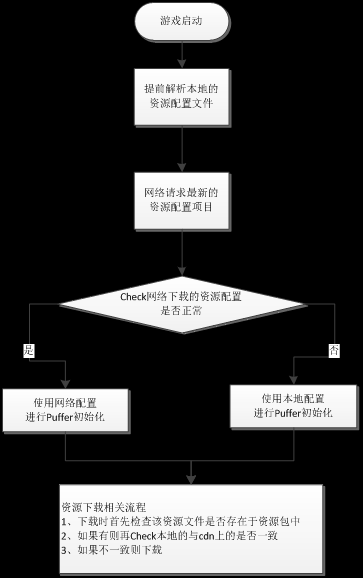 游戏启动
提前解析本地的
资源配置文件
网络请求最新的
资源配置项目
Check网络下载的资源配置
是否正常
是
否
使用网络配置
进行Puffer初始化
使用本地配置
进行Puffer初始化
资源下载相关流程
1、下载时首先检查该资源文件是否存在于资源包中
2、如果有则再Check本地的与cdn上的是否一致
3、如果不一致则下载